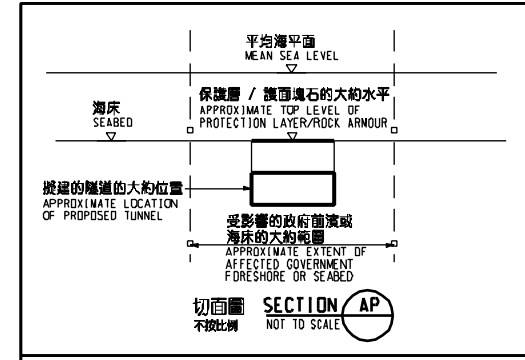 平均海平面
MEAN SEA LEVEL
保護層 / 護面塊石的大約水平
APPROXIMATE TOP LEVEL OF
PROTECTION LAYER/ROCK ARMOUR
海床
SEABED
擬建的隧道的大約位置
APPROXIMATE LOCATION
OF PROPOSED TUNNEL
受影響的政府前濱或
海床的大約範圍
APPROXIMATE EXTENT OF
AFFECTED GOVERNMENT
FORESHORE OR SEABED
切面圖 SECTION AP
不按比例 NOT TO SCALE